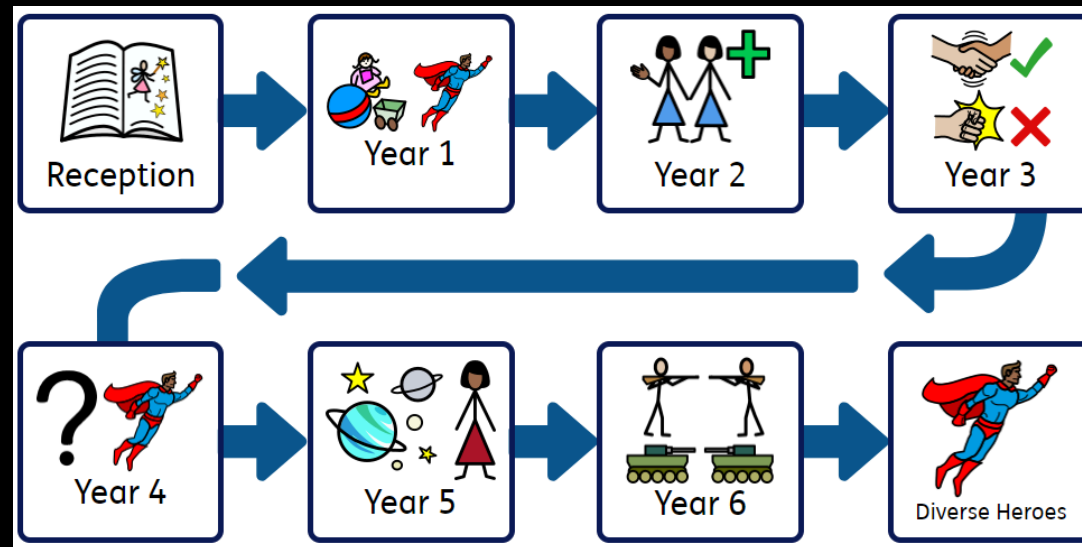 Reception
Year 1
Year 2
Year 3
?
Year 4
Year 5
Year 6
Diverse Heroes